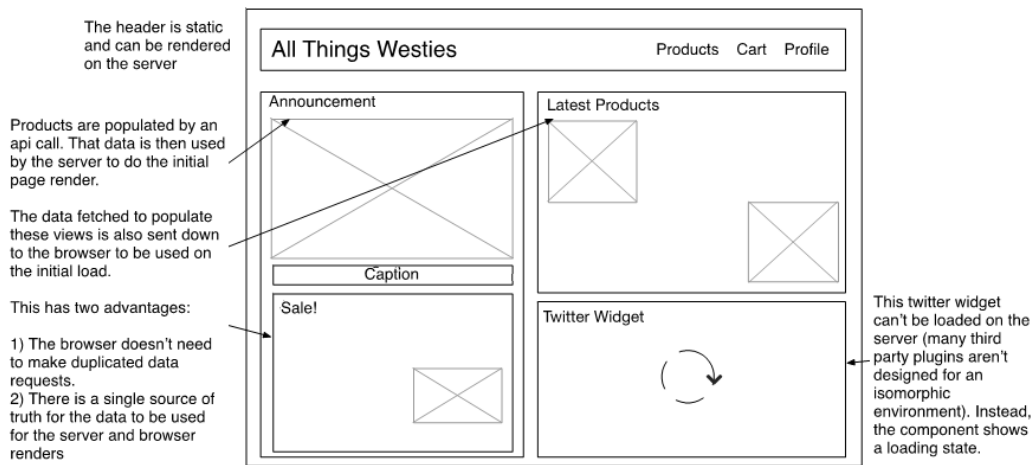 The header is static
and can be rendered
on the server
All Things Westies
Products Cart Profile
Products are populated by an
api call. That data is then used
by the server to do the initial
page render.
The data fetched to populate
these views is also sent down
to the browser to be used on
the initial load.
This has two advantages:
1) The browser doesn't need
to make duplicated data
requests.
2) There is a single source of
truth for the data to be used
for the server and browser
renders
Announcement
Caption
Sale!
Latest Products
Twitter Widget
This twitter widget
can't be loaded on the
server (many third
party plugins aren't
designed for an
isomorphic
environment). Instead,
the component shows
a loading state.